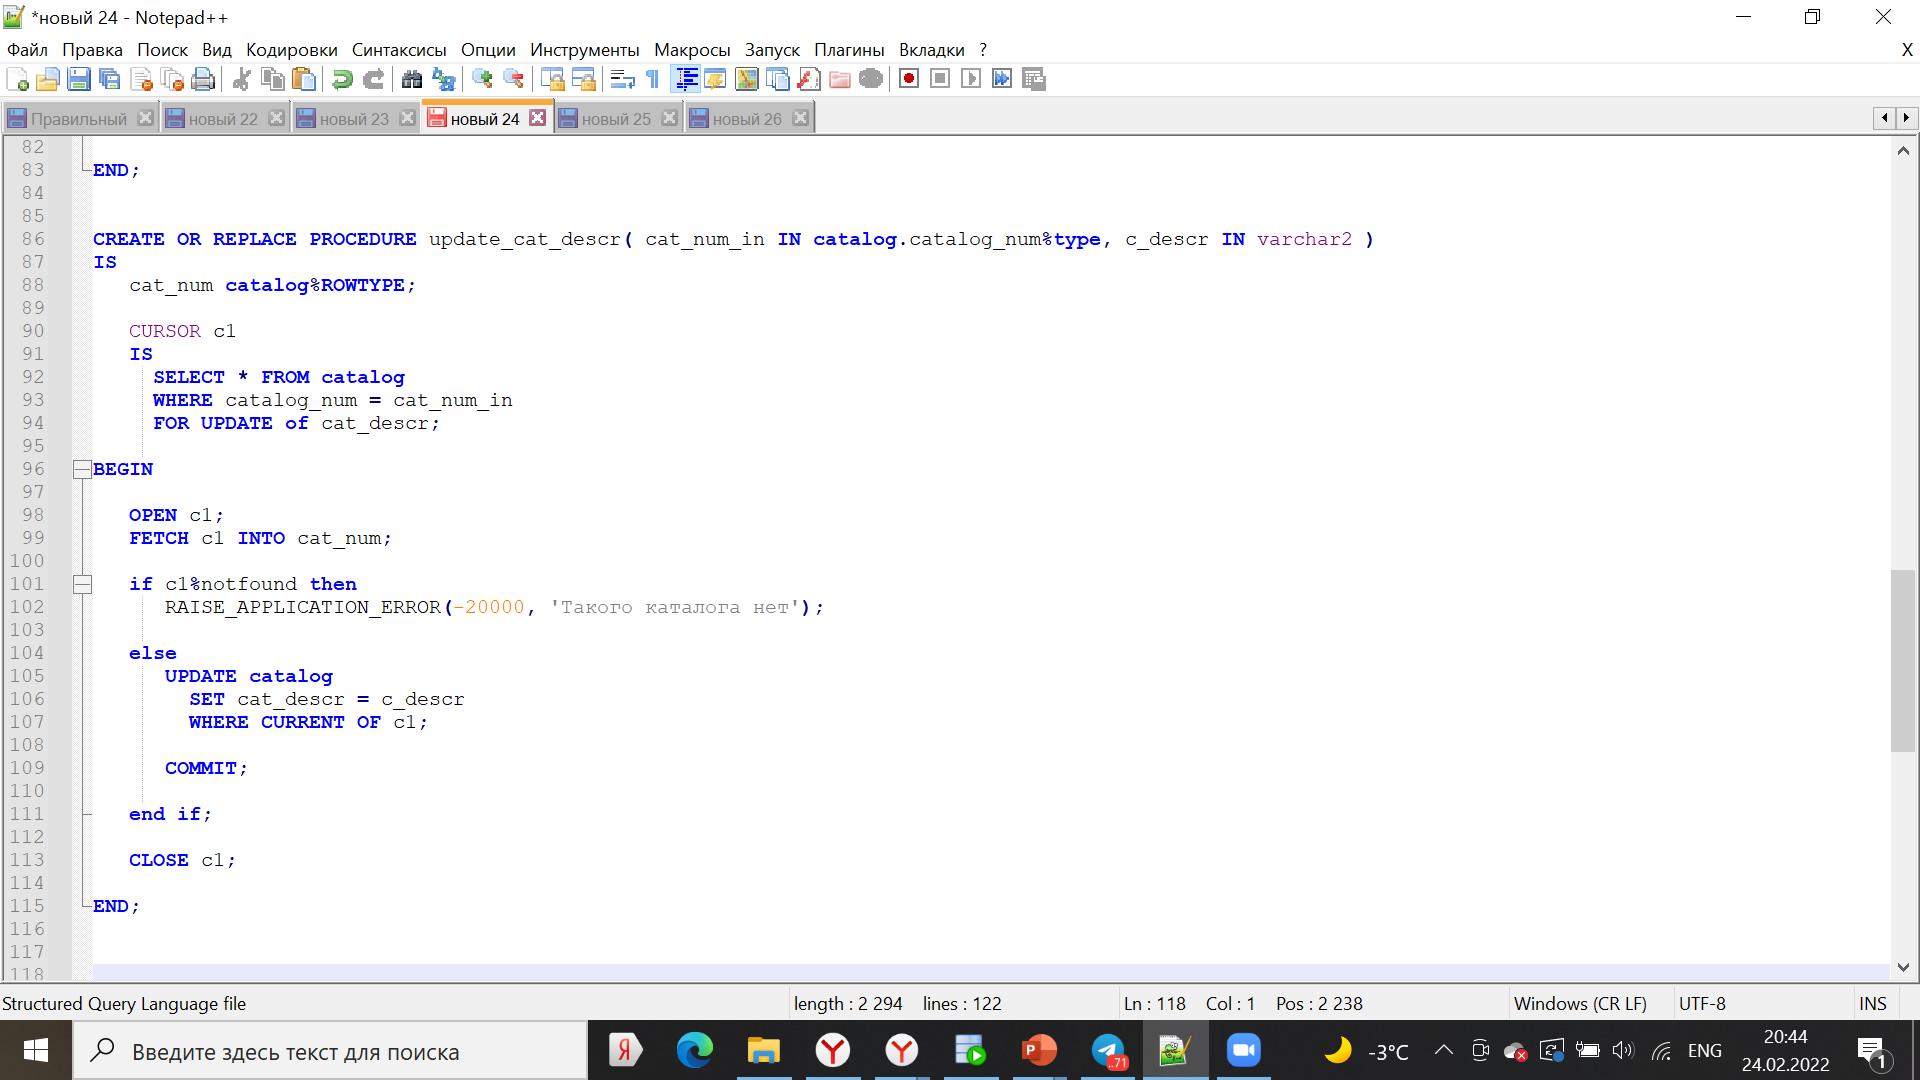 *новый 24 - Notepad++
Файл Правка Поиск Вид Кодировки Синтаксисы Опции Инструменты Макросы Запуск Плагины Вкладки ? X
Правильный новый 22 новый 23 новый 24 новый 25 новый 26
82
83 END;
84
85
86 CREATE OR REPLACE PROCEDURE update_cat_descr( cat_num_in IN catalog.catalog_num%type, c_descr IN varchar2 )
87 IS
88 cat_num catalog%ROWTYPE;
89
90 CURSOR c1
91 IS
92 SELECT * FROM catalog
93 WHERE catalog_num = cat_num_in
94 FOR UPDATE of cat_descr;
95
96 BEGIN
97
98 OPEN c1;
99 FETCH c1 INTO cat_num;
100
101 if c1%notfound then
102 RAISE_APPLICATION_ERROR(-20000, 'Такого каталога нет');
103
104 else
105 UPDATE catalog
106 SET cat_descr = c_descr
107 WHERE CURRENT OF c1;
108
109 COMMIT;
110
111 end if;
112
113 CLOSE c1;
114
115 END;
116
117
118
Structured Query Language file length : 2 294 lines : 122 Ln : 118 Col : 1 Pos : 2 238 Windows (CR LF) UTF-8 INS
Введите здесь текст для поиска
Я
..71
-3°C
ENG
20:44
24.02.2022
1